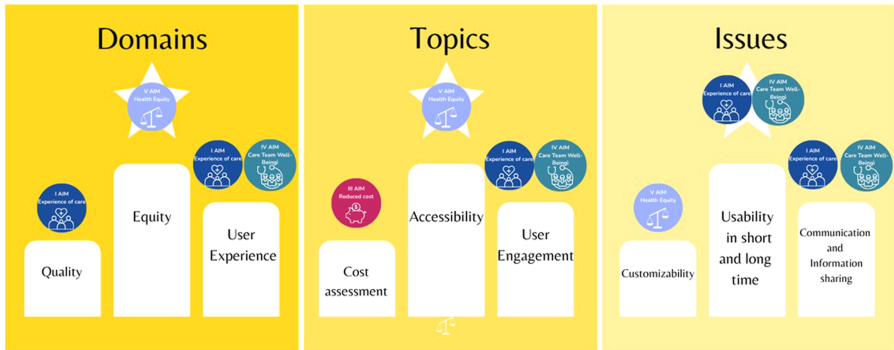 Domains
V AIM
Health Equity
I AIM
Experience of care
IV AIM
Care Team Well-
Being)
I AIM
Experience of care
Equity
User
Experience
Quality
Topics
V AIM
Health Equity
I AIM
Experience of care
IV AIM
Care Team Well-
Being)
III AIM
Reduced cost
Accessibility
User
Engagement
Cost
assessment
Issues
I AIM
Experience of care
IV AIM
Care Team Well-
Being)
I AIM
Experience of care
IV AIM
Care Team Well-
Being)
V AIM
Health Equity
Usability
in short
and long
time
Communication
and
Information
sharing
Customizability